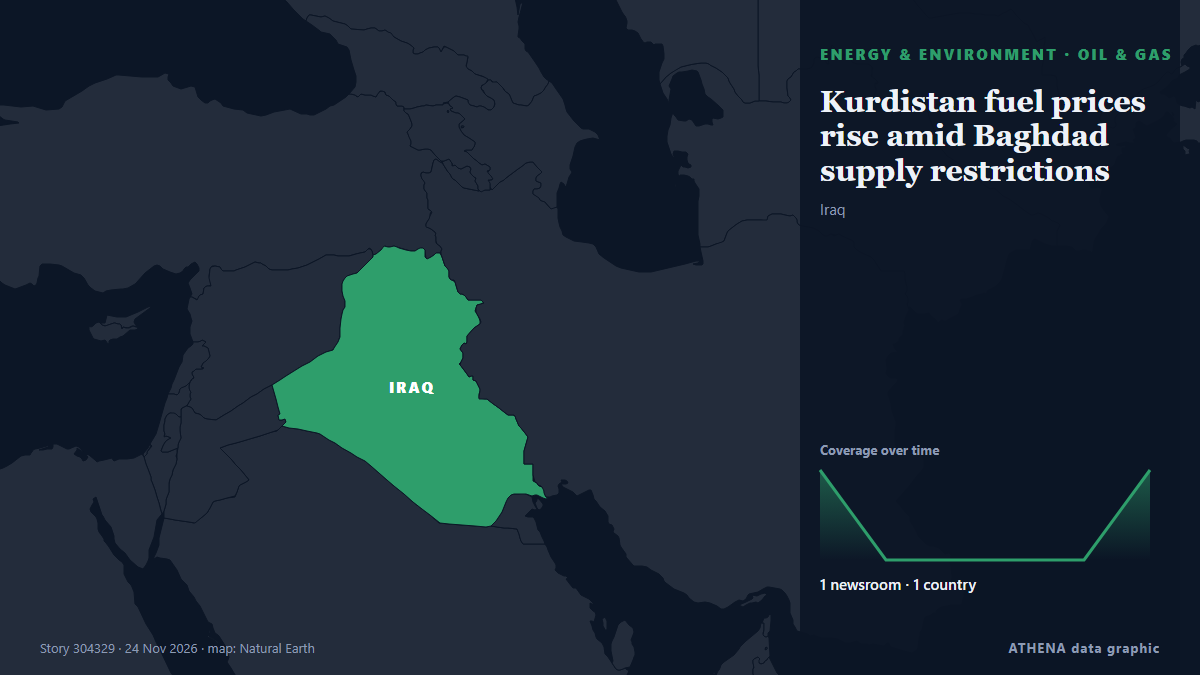 ENERGY & ENVIRONMENT · OIL & GAS
Kurdistan fuel prices
rise amid Baghdad
supply restrictions
Iraq
IRAQ
Coverage over time
1 newsroom · 1 country
Story 304329 · 24 Nov 2026 · map: Natural Earth
ATHENA data graphic